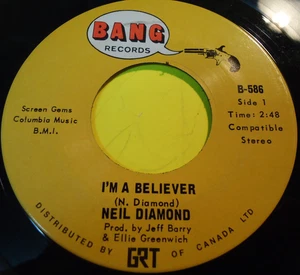 BANG
RECORDS
B-586
Side 1
Time: 2:48
Compatible
Stereo
Screen Gems
Columbia Music
B.M.I.
I'M A BELIEVER
(N. Diamond)
NEIL DIAMOND
Prod. by Jeff Barry
& Ellie Greenwich
DISTRIBUTED BY GRT OF CANADA LTD